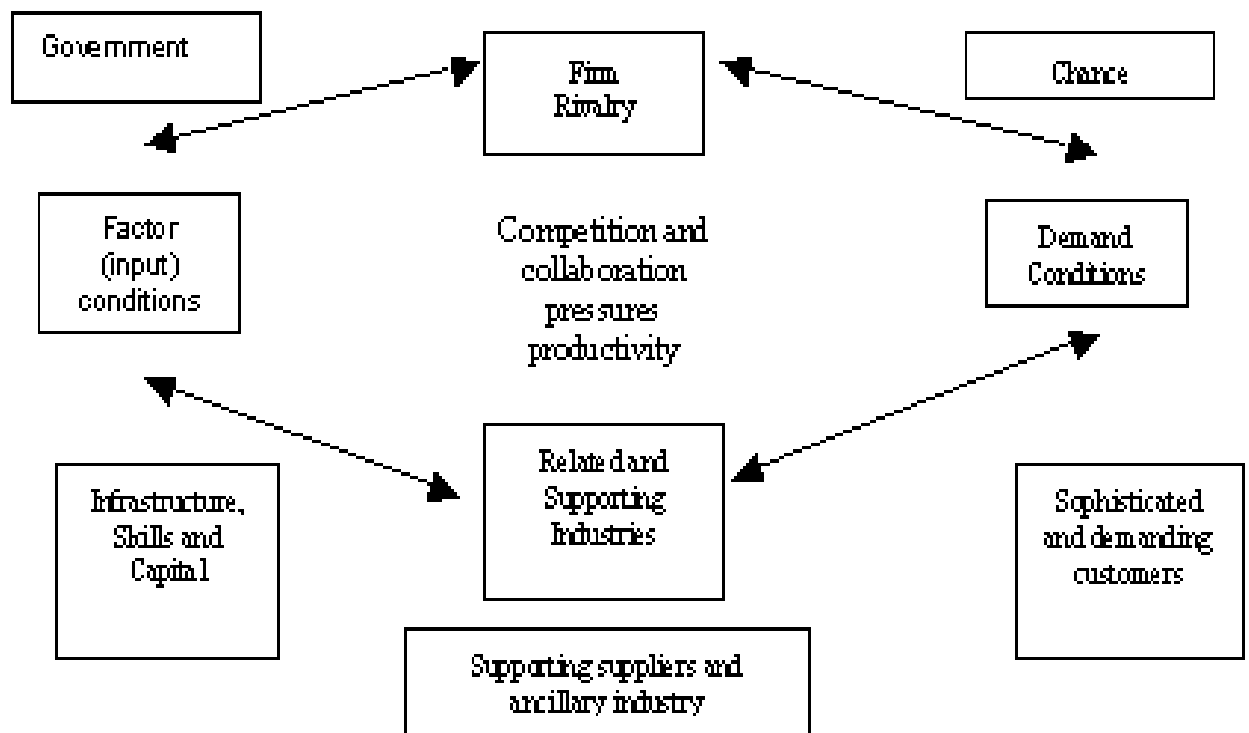 Government
Firm
Rivalry
Chance
Factor
(input)
conditions
Competition and
collaboration
pressures
productivity
Demand
Conditions
Infrastructure,
Skills and
Capital
Related and
Supporting
Industries
Sophisticated
and demanding
customers
Supporting suppliers and
ancillary industry